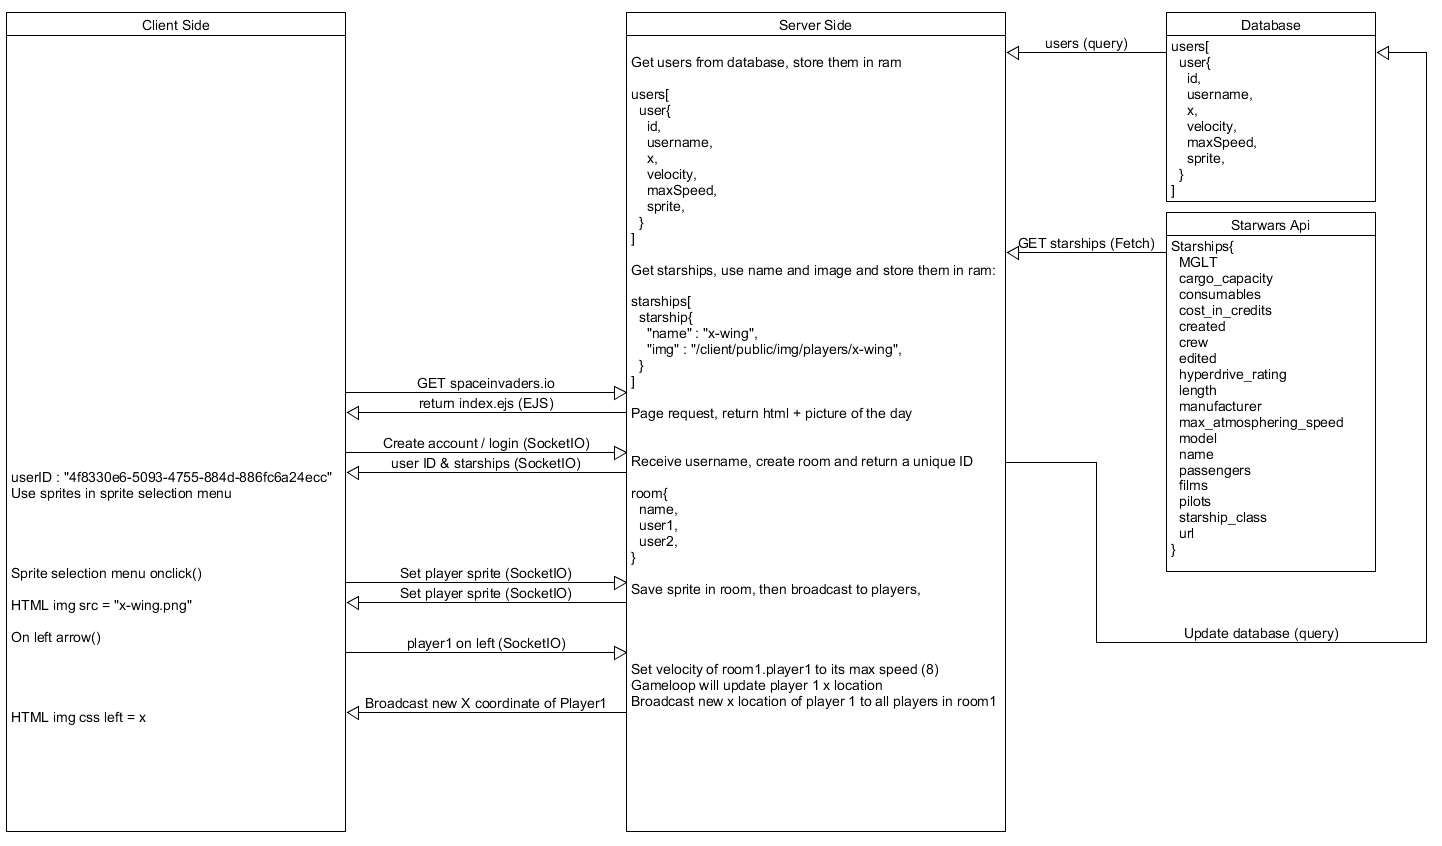 Client Side
userID : "4f8330e6-5093-4755-884d-886fc6a24ecc"
Use sprites in sprite selection menu
Sprite selection menu onclick()
HTML img src = "x-wing.png"
On left arrow()
HTML img css left = x
GET spaceinvaders.io
return index.ejs (EJS)
Create account / login (SocketIO)
user ID & starships (SocketIO)
Set player sprite (SocketIO)
Set player sprite (SocketIO)
player1 on left (SocketIO)
Broadcast new X coordinate of Player1
Server Side
Get users from database, store them in ram
users[
user{
id,
username,
x,
velocity,
maxSpeed,
sprite,
}
]
Get starships, use name and image and store them in ram:
starships[
starship{
"name" : "x-wing",
"img" : "/client/public/img/players/x-wing",
}
]
Page request, return html + picture of the day
Receive username, create room and return a unique ID
room{
name,
user1,
user2,
}
Save sprite in room, then broadcast to players,
Set velocity of room1.player1 to its max speed (8)
Gameloop will update player 1 x location
Broadcast new x location of player 1 to all players in room1
users (query)
GET starships (Fetch)
Update database (query)
Database
users[
user{
id,
username,
x,
velocity,
maxSpeed,
sprite,
}
]
Starwars Api
Starships{
MGLT
cargo_capacity
consumables
cost_in_credits
created
crew
edited
hyperdrive_rating
length
manufacturer
max_atmosphering_speed
model
name
passengers
films
pilots
starship_class
url
}